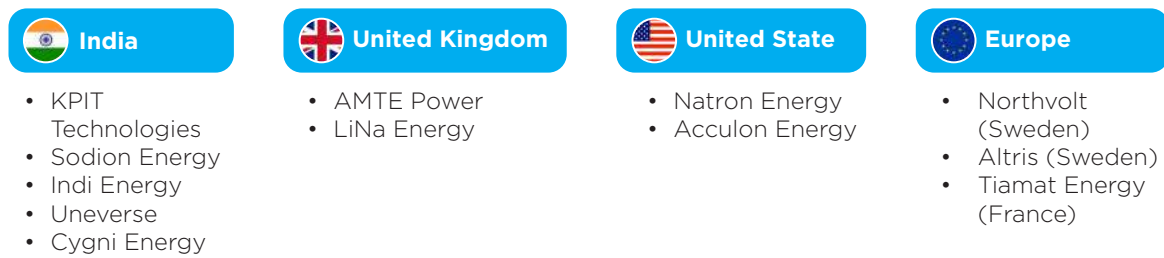 India
• KPIT
Technologies
• Sodion Energy
• Indi Energy
• Uneverse
• Cygni Energy
United Kingdom
• AMTE Power
• LiNa Energy
United State
• Natron Energy
• Acculon Energy
Europe
• Northvolt
(Sweden)
• Altris (Sweden)
• Tiamat Energy
(France)